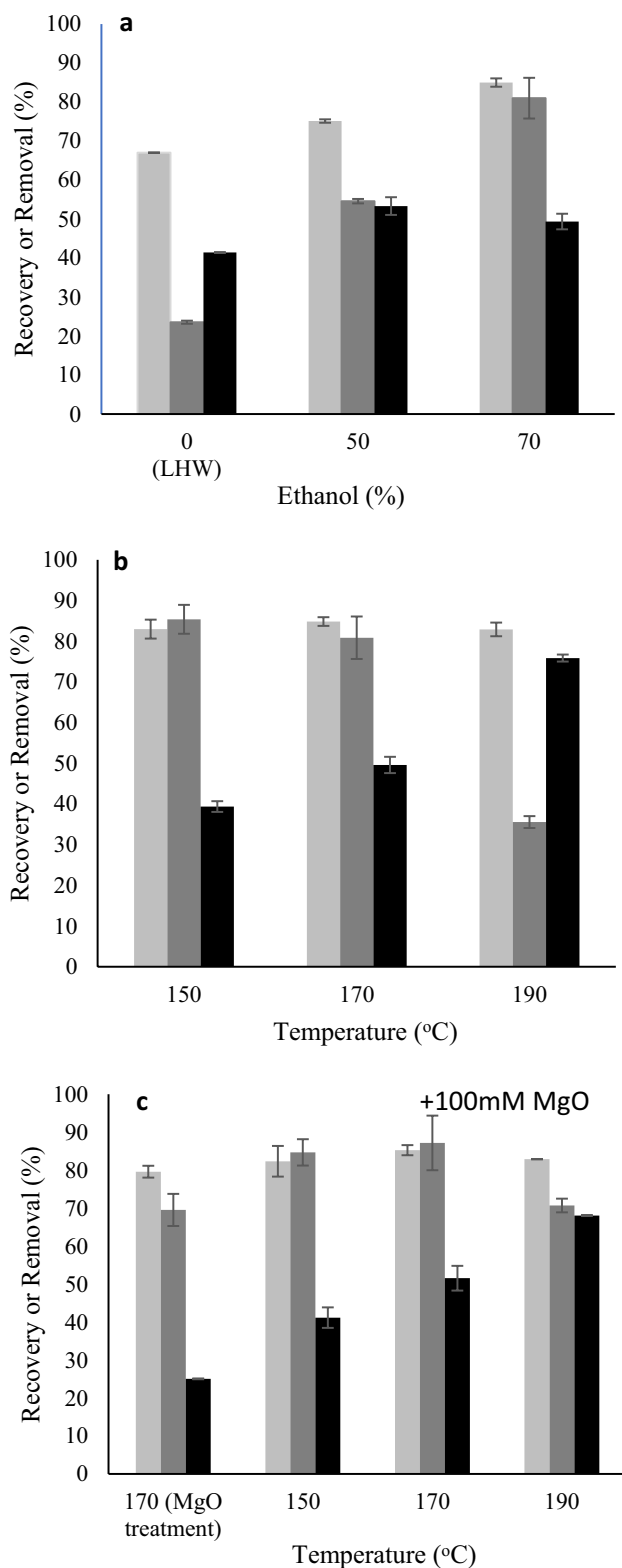 a
100
90
80
70
60
50
40
30
20
10
0
Recovery or Removal (%)
0 50 70
(LHW)
Ethanol (%)
b
100
90
80
70
60
50
40
30
20
10
0
Recovery or Removal (%)
150 170 190
Temperature (oC)
c +100mM MgO
100
90
80
70
60
50
40
30
20
10
0
Recovery or Removal (%)
170 (MgO 150 170 190
treatment)
Temperature (oC)